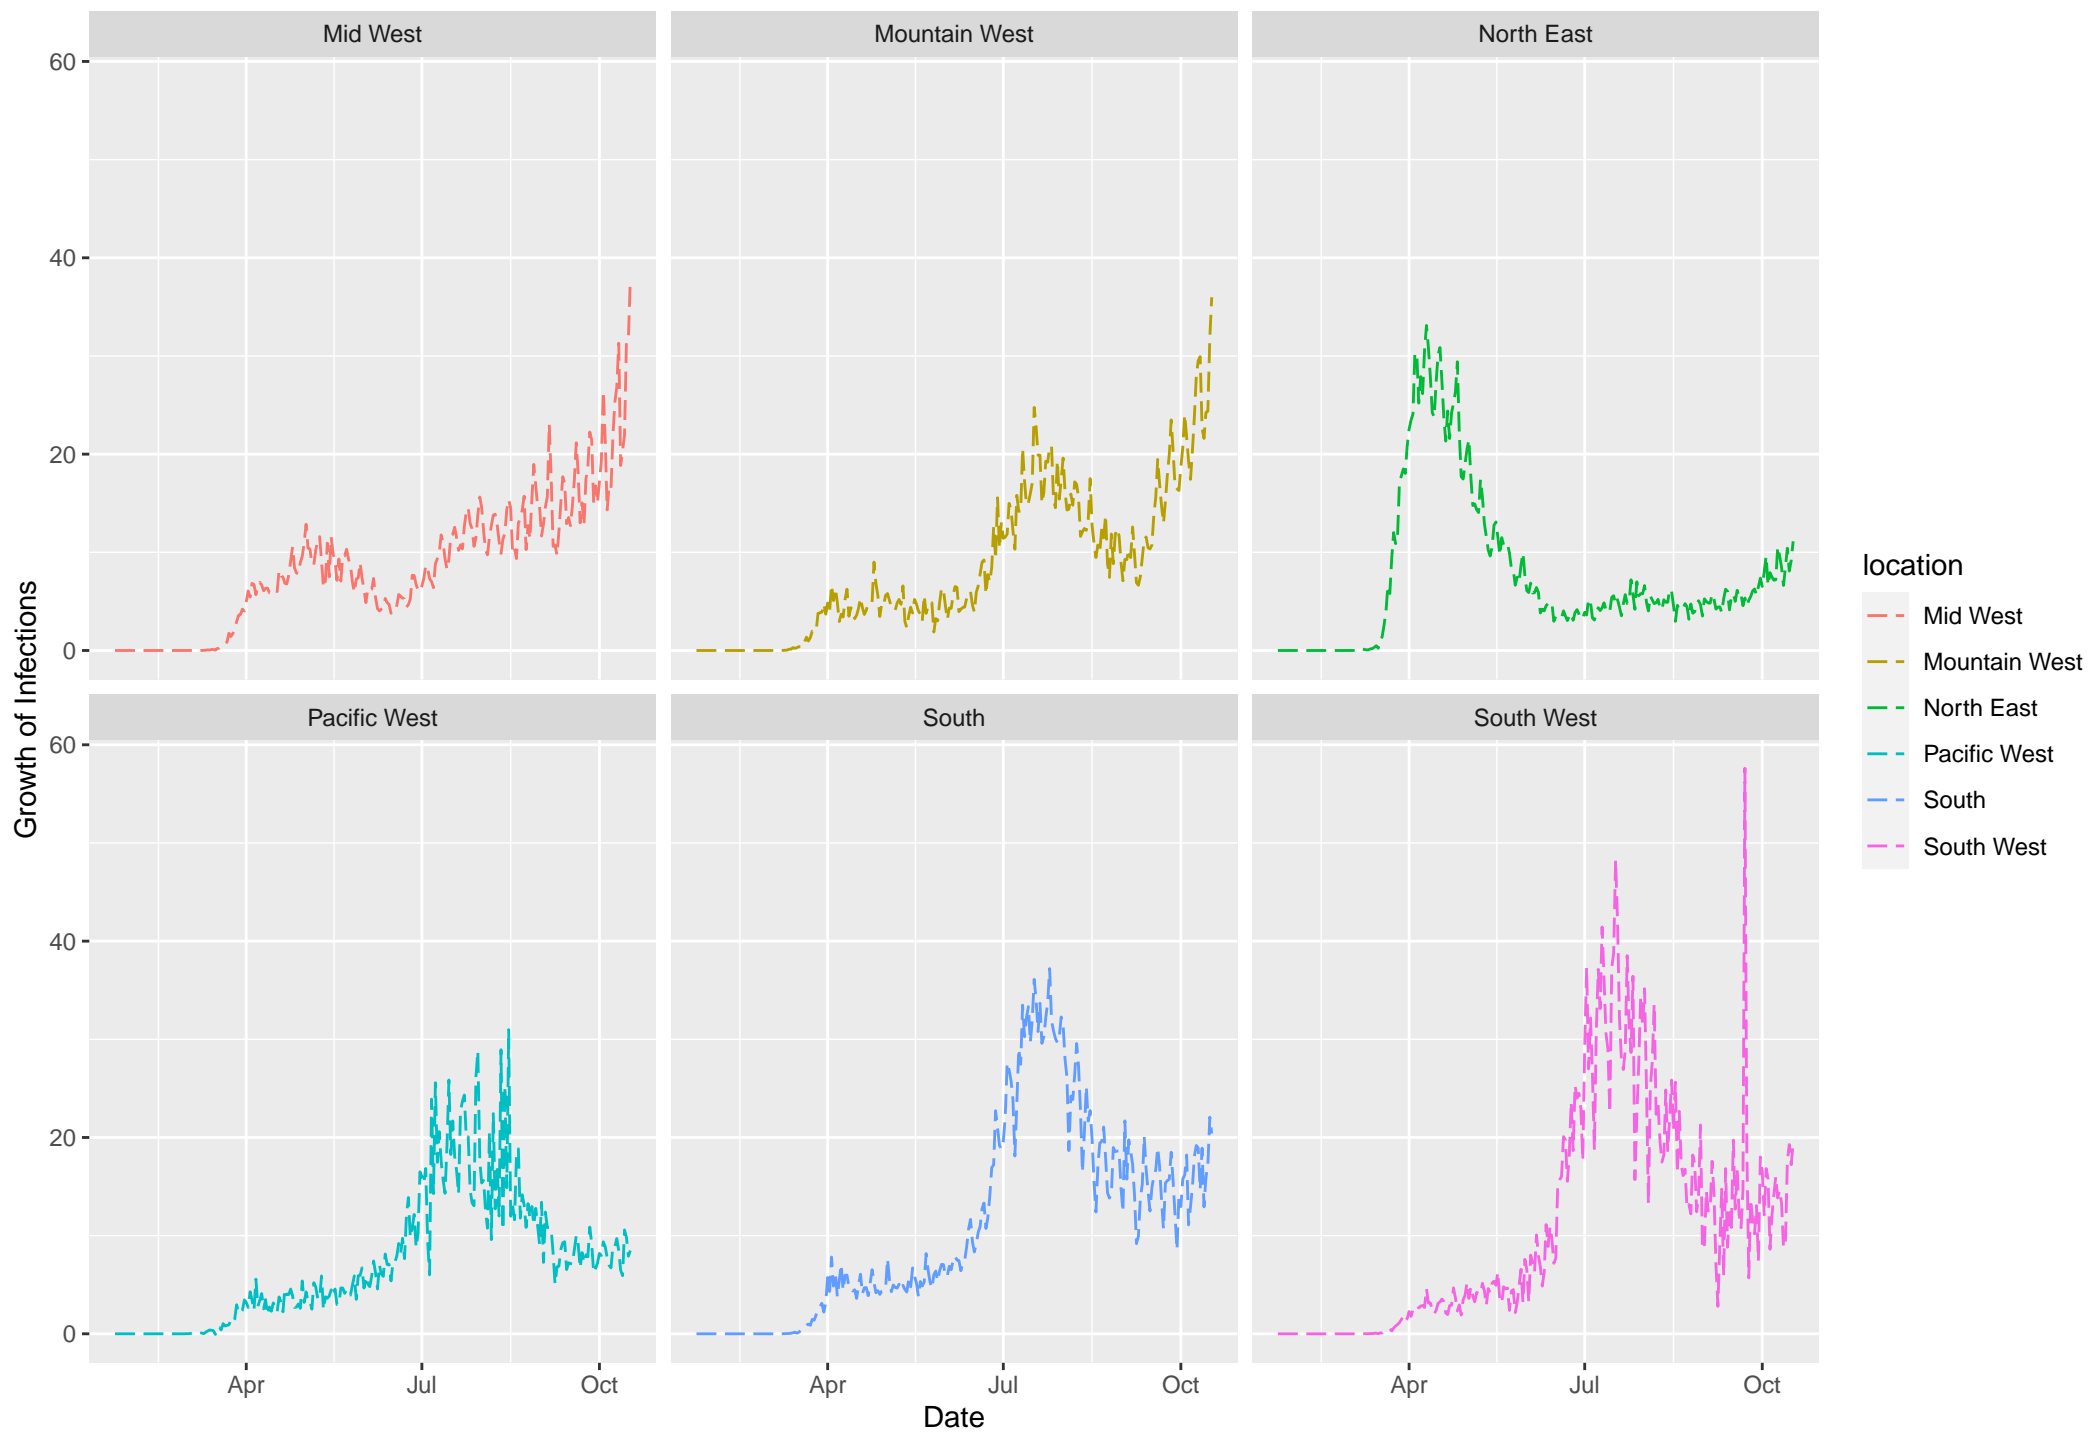 Mid West
Mountain West
North East
60
40
20
0
Pacific West
South
South West
60
40
20
0
Apr
Jul
Oct
Apr
Jul
Oct
Apr
Jul
Oct
Date
Growth of Infections
location
Mid West
Mountain West
North East
Pacific West
South
South West